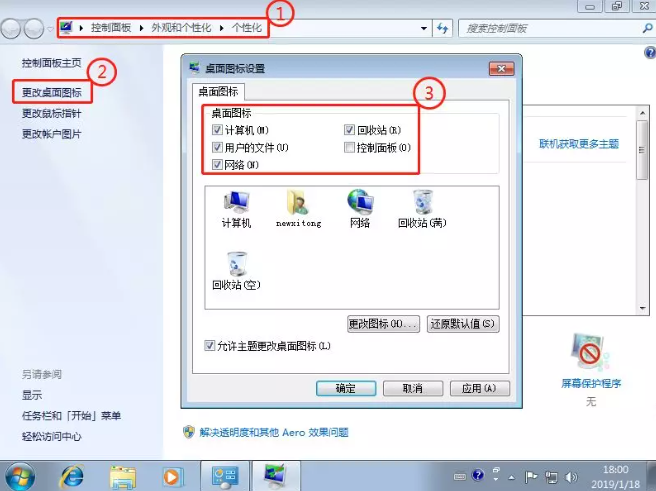 ①
控制面板 ▸ 外观和个性化 ▸ 个性化
搜索控制面板
控制面板主页
②
更改桌面图标
更改鼠标指针
更改帐户图片
桌面图标设置
桌面图标
③
桌面图标
计算机(M)
回收站(R)
用户的文件(U)
控制面板(O)
网络(N)
联机获取更多主题
计算机
newxitong
网络
回收站(满)
回收站(空)
更改图标(H)...
还原默认值(S)
允许主题更改桌面图标(L)
确定
取消
应用(A)
另请参阅
显示
任务栏和「开始」菜单
轻松访问中心
屏幕保护程序
无
解决透明度和其他 Aero 效果问题
18:00
2019/1/18